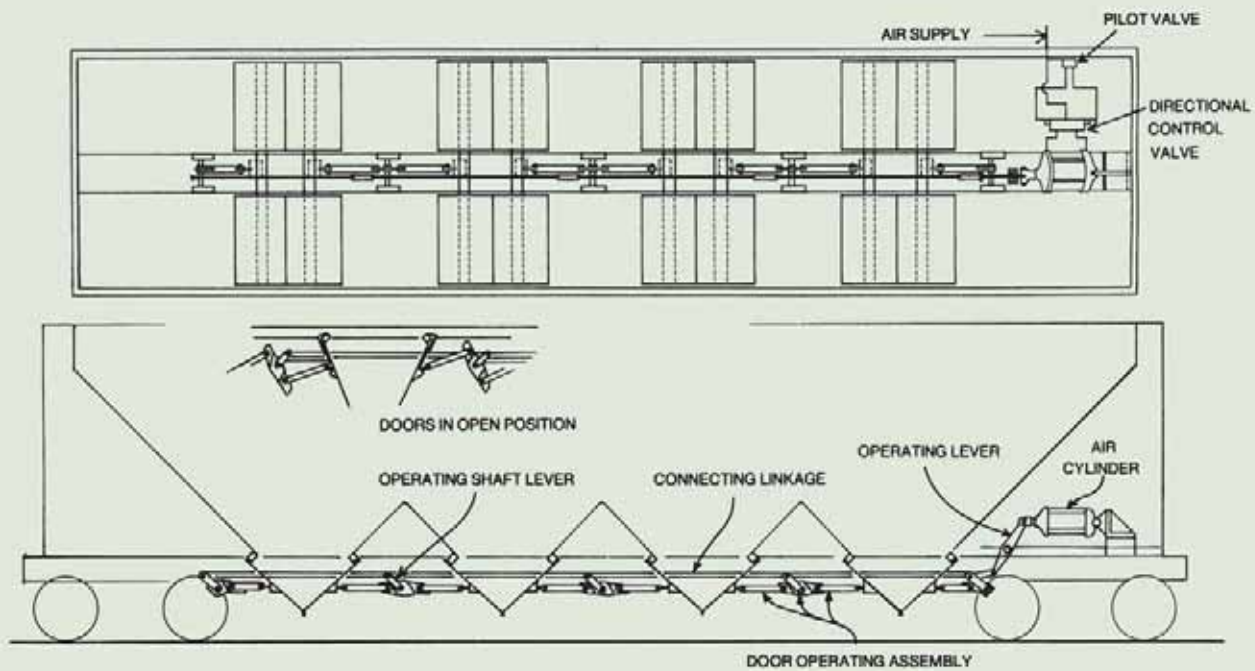 PILOT VALVE
AIR SUPPLY
DIRECTIONAL
CONTROL
VALVE
DOORS IN OPEN POSITION
OPERATING LEVER
AIR
CYLINDER
OPERATING SHAFT LEVER
CONNECTING LINKAGE
DOOR OPERATING ASSEMBLY